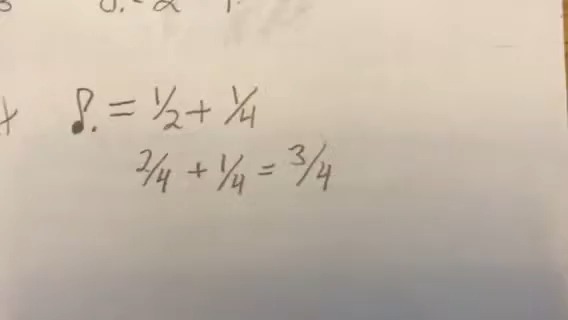 ♪. = 1/2 + 1/4
2/4 + 1/4 = 3/4